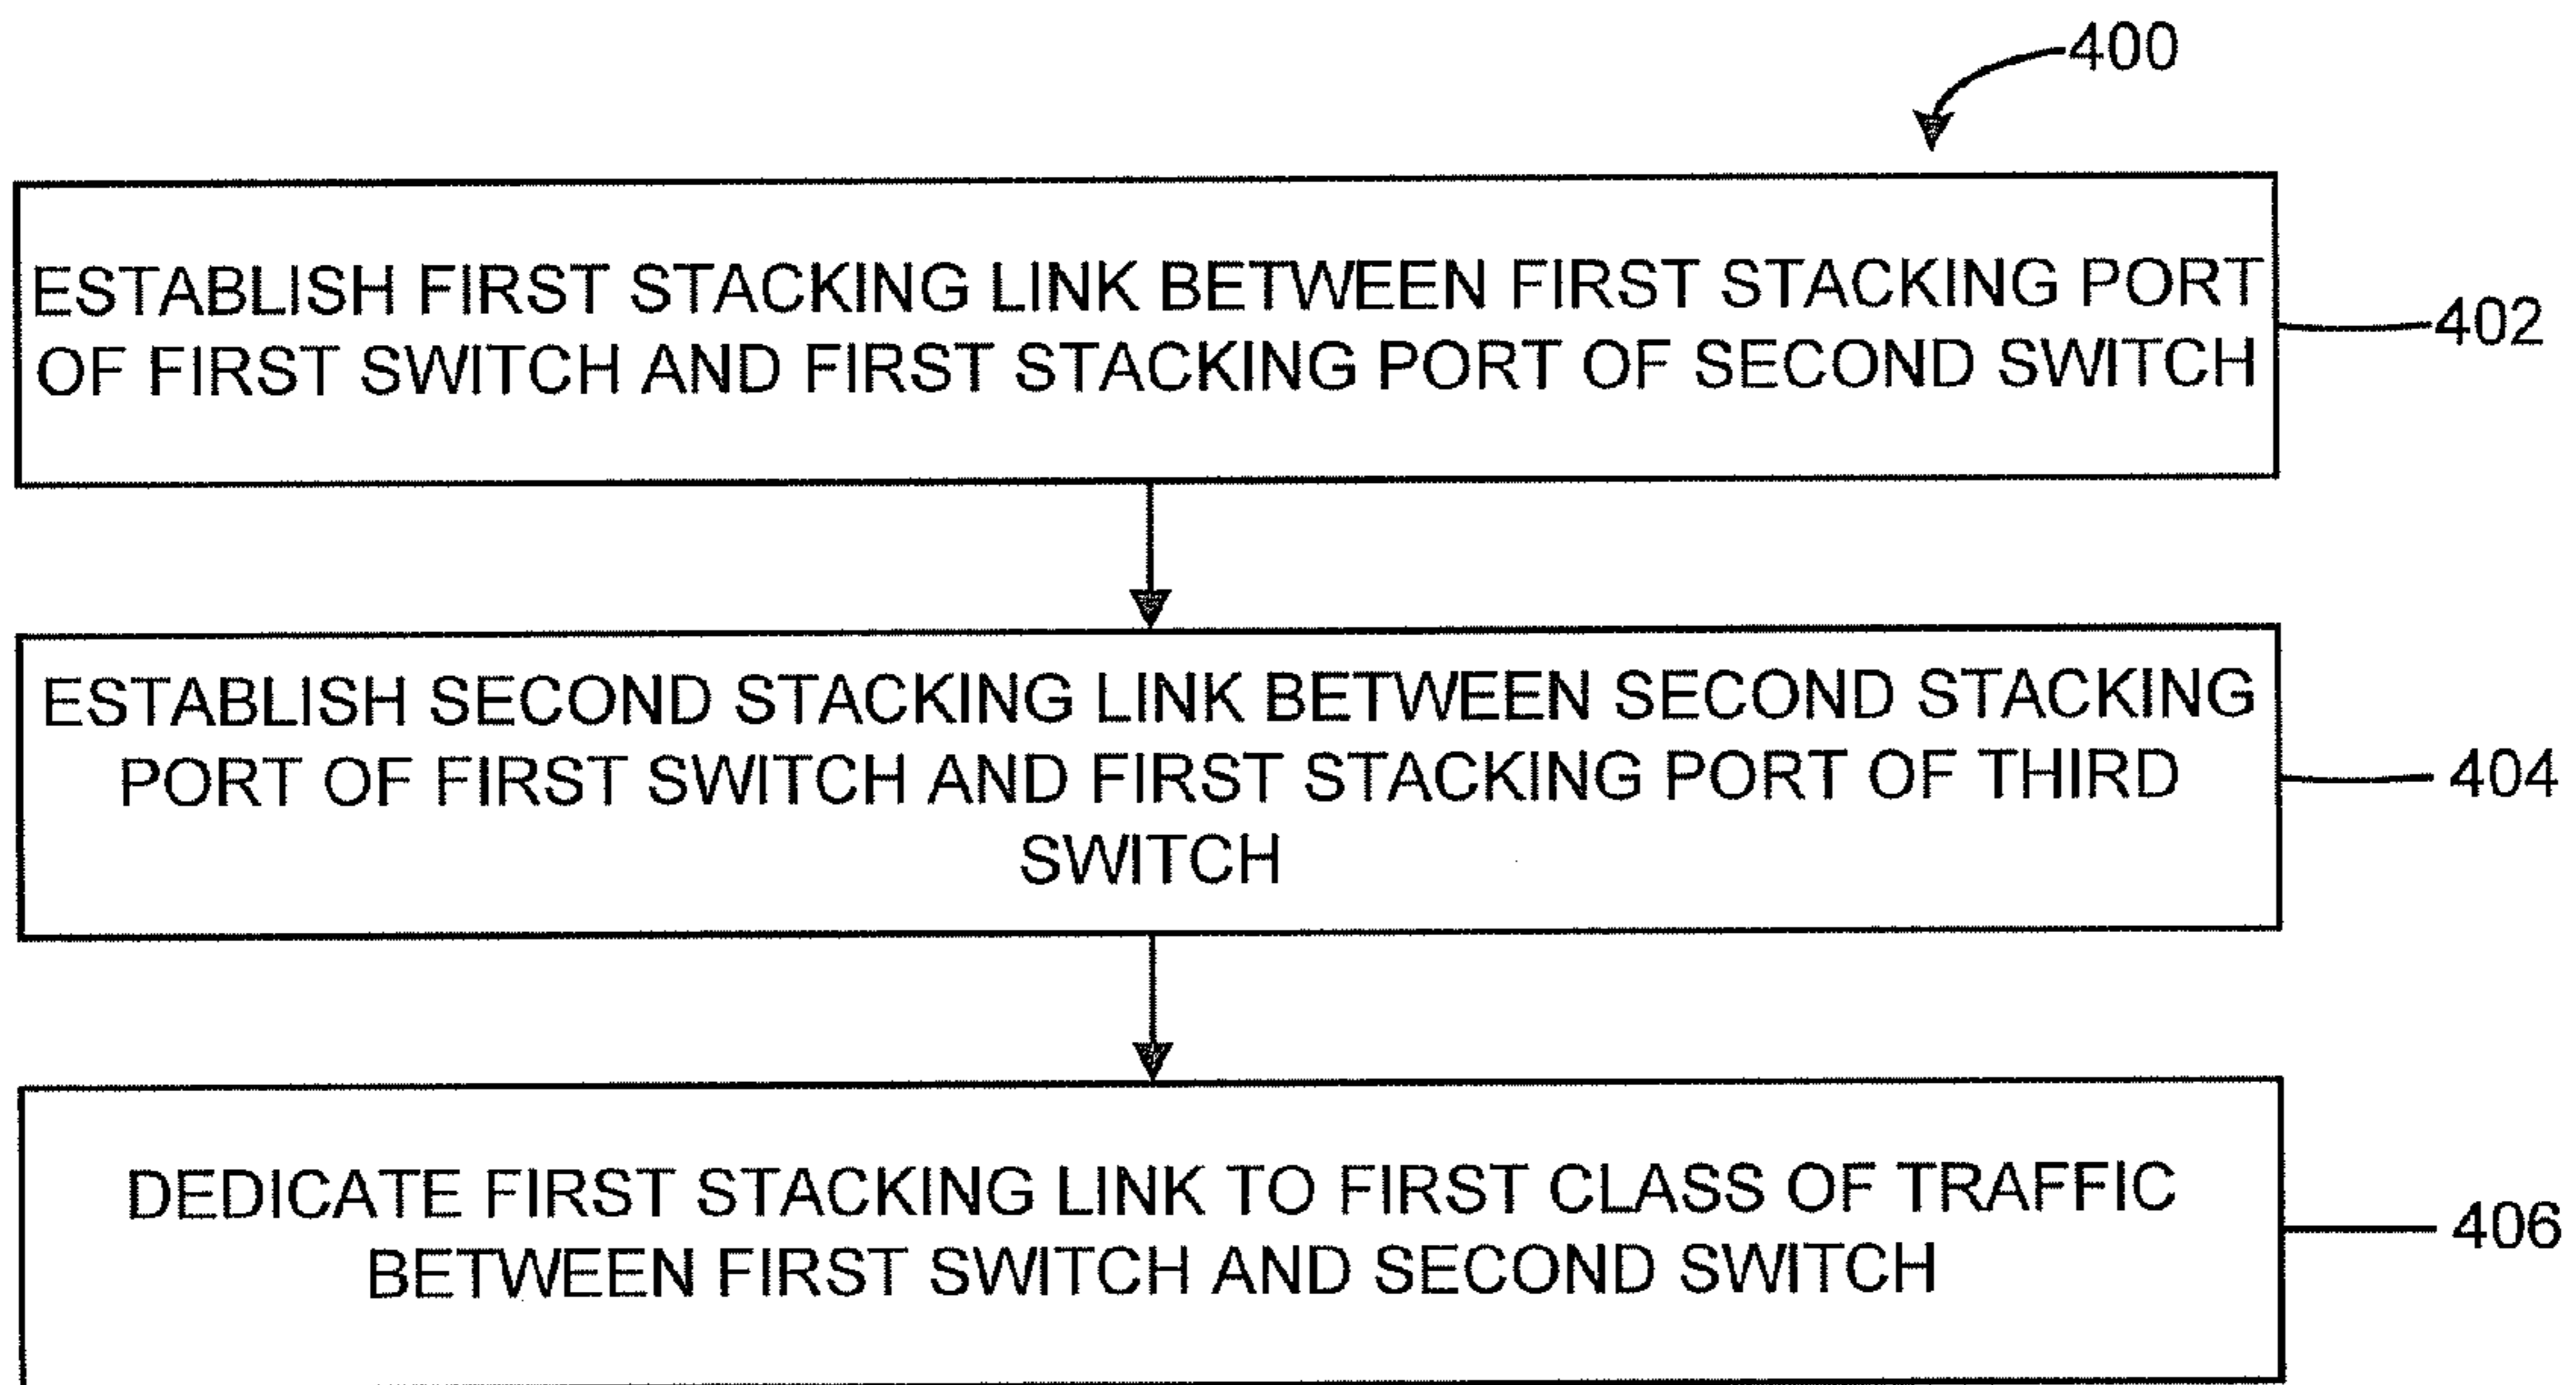 400
ESTABLISH FIRST STACKING LINK BETWEEN FIRST STACKING PORT
OF FIRST SWITCH AND FIRST STACKING PORT OF SECOND SWITCH
402
ESTABLISH SECOND STACKING LINK BETWEEN SECOND STACKING
PORT OF FIRST SWITCH AND FIRST STACKING PORT OF THIRD
SWITCH
404
DEDICATE FIRST STACKING LINK TO FIRST CLASS OF TRAFFIC
BETWEEN FIRST SWITCH AND SECOND SWITCH
406